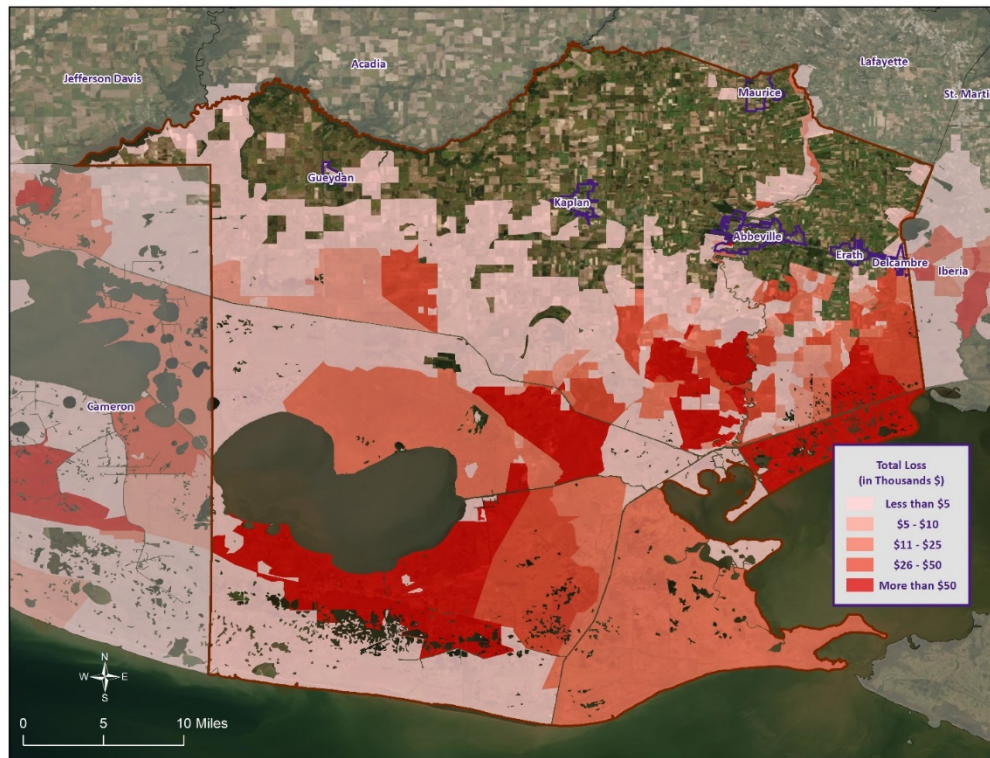 Jefferson Davis
Acadia
Lafayette
St. Marti
Maurice
Gueydan
Kaplan
Abbeville
Erath
Delcambre
Iberia
Cameron
Total Loss
(in Thousands $)
Less than $5
$5 - $10
$11 - $25
$26 - $50
More than $50
N
W E
S
0 5 10 Miles